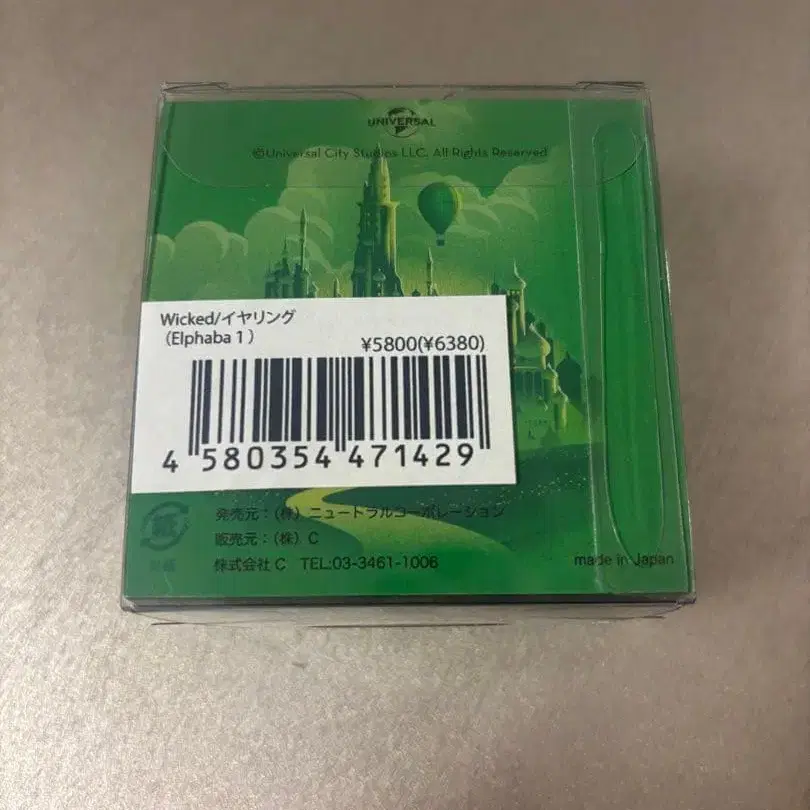 UNIVERSAL
©Universal City Studios LLC. All Rights Reserved
Wicked/イヤリング
（Elphaba 1）
¥5800(¥6380)
4 580354 471429
発売元：（株）ニュートラルコーポレーション
販売元：（株）C
株式会社C TEL:03-3461-1006
made in Japan